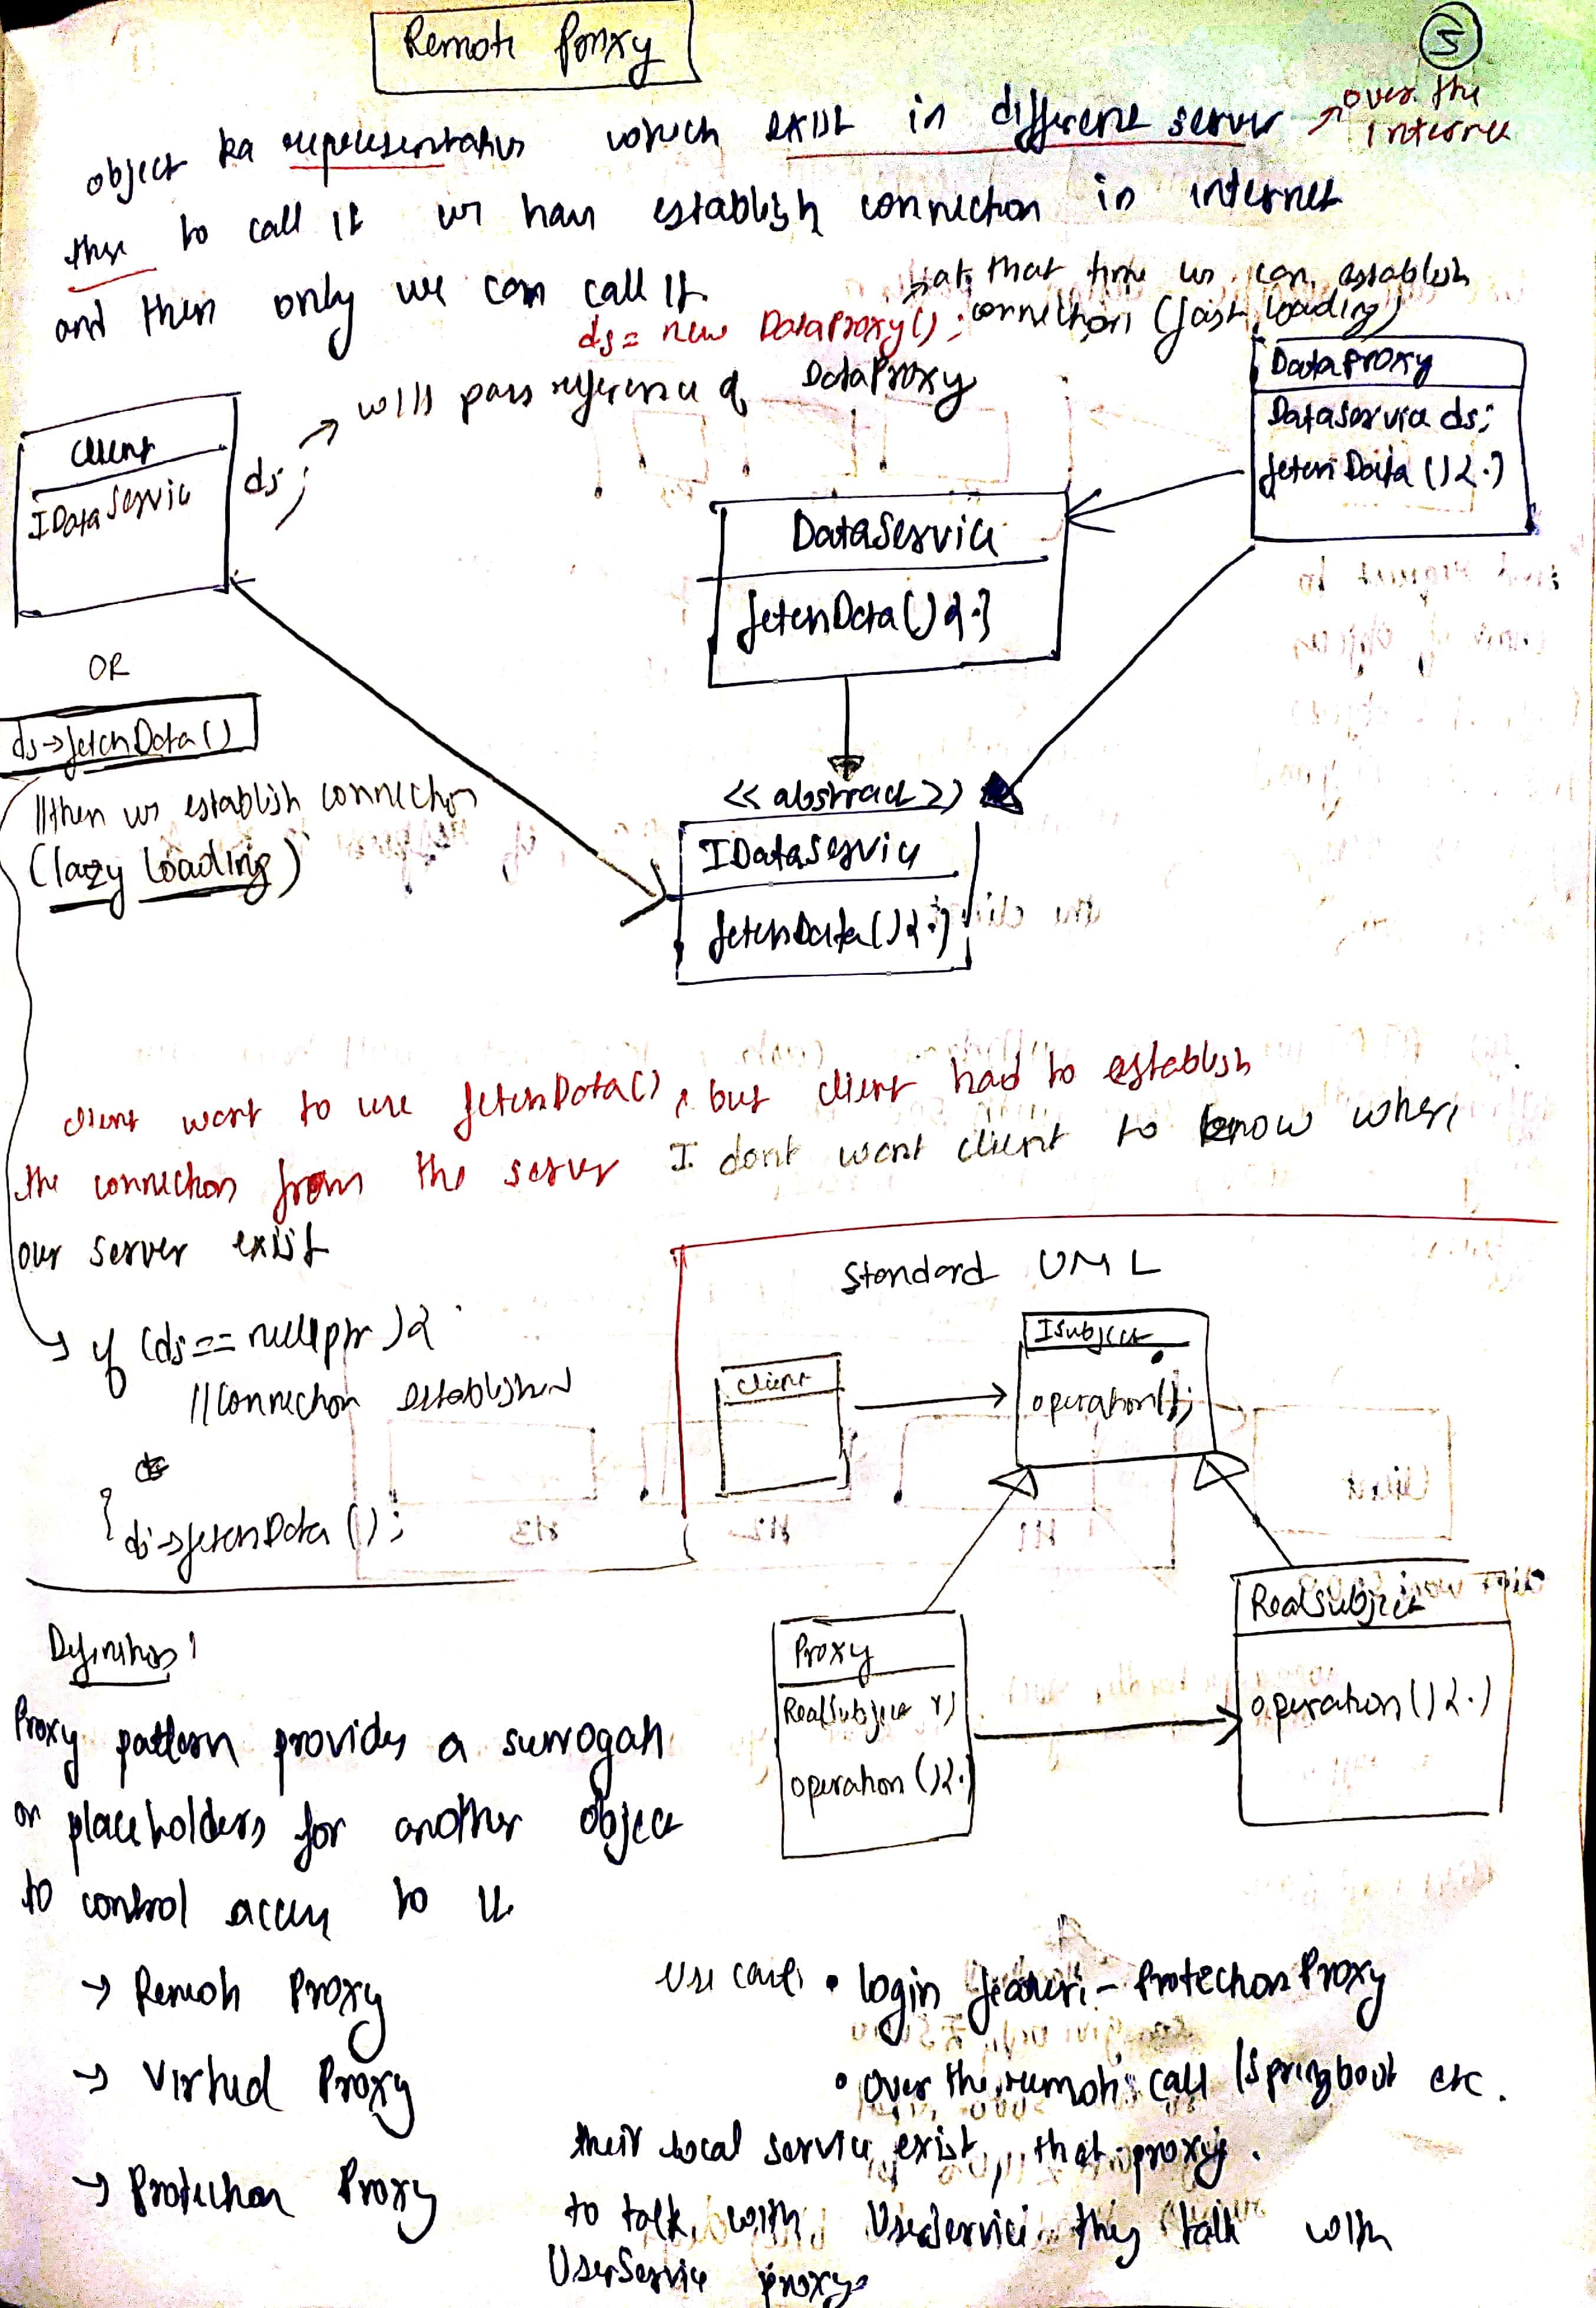 Remote Proxy
5
object ka representatives which exist in different server → over the Internet
thus to call it we have establish connection in internet
and then only we can call it.
ds = new DataProxy(); → at that time we can establish connection (fast loading)
→ will pass reference of DataProxy
Client
IDataService ds;
DataProxy
DataService ds;
fetchData(){.}
DataService
fetchData(){.}
<<abstract>>
IDataService
fetchData(){.}
OR
ds→fetchData()
//then we establish connection
(lazy loading)
client want to use fetchData(), but client had to establish
the connection from the server I dont want client to know where
our server exist
→ if (ds == nullptr){
//Connection established
}
ds→fetchData();
Standard UML
Client
ISubject
operation();
Proxy
RealSubject r;
operation(){.}
RealSubject
operation(){.}
Definition:
Proxy pattern provides a surrogate
or placeholders for another object
to control access to it
→ Remote Proxy
→ Virtual Proxy
→ Protection Proxy
Use cases • login feature - Protection Proxy
• over the remote call (Springboot etc.
their local service exist, that proxy.
to talk with UserService they talk with
UserService proxy.